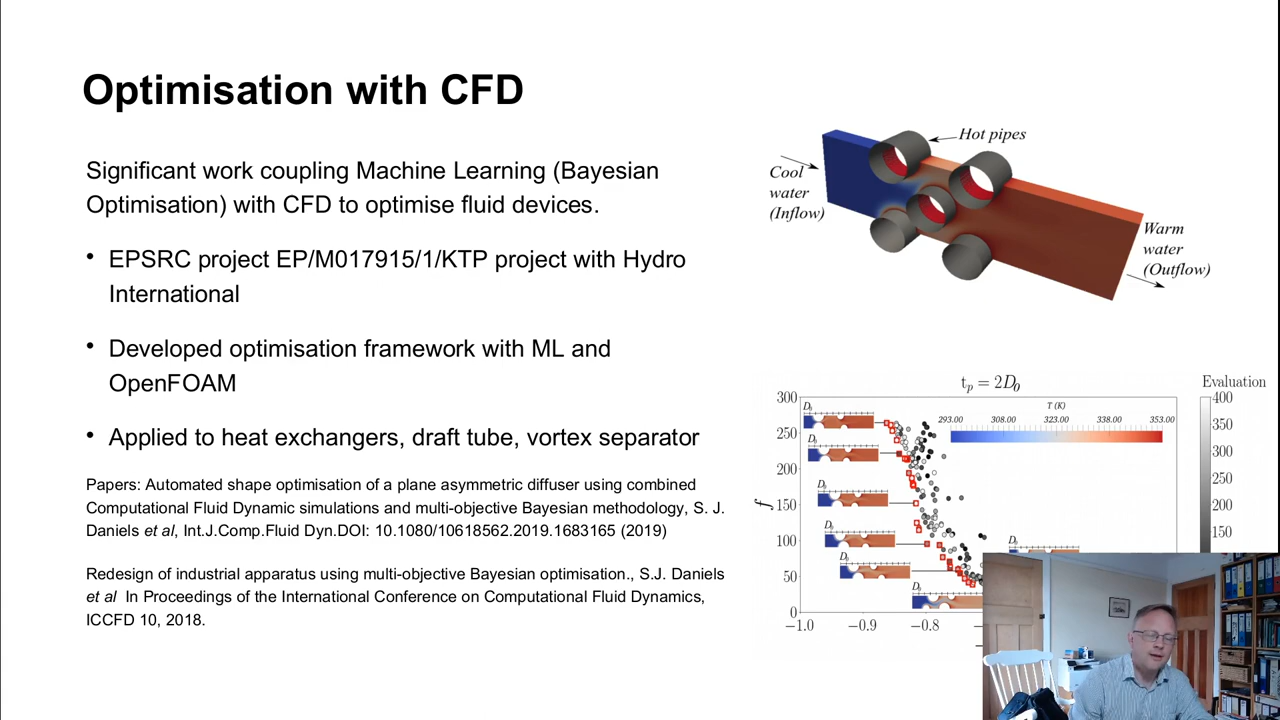 Optimisation with CFD
Significant work coupling Machine Learning (Bayesian
Optimisation) with CFD to optimise fluid devices.
• EPSRC project EP/M017915/1/KTP project with Hydro
International
• Developed optimisation framework with ML and
OpenFOAM
• Applied to heat exchangers, draft tube, vortex separator
Papers: Automated shape optimisation of a plane asymmetric diffuser using combined
Computational Fluid Dynamic simulations and multi-objective Bayesian methodology, S. J.
Daniels et al, Int.J.Comp.Fluid Dyn.DOI: 10.1080/10618562.2019.1683165 (2019)
Redesign of industrial apparatus using multi-objective Bayesian optimisation., S.J. Daniels
et al In Proceedings of the International Conference on Computational Fluid Dynamics,
ICCFD 10, 2018.
Hot pipes
Cool
water
(Inflow)
Warm
water
(Outflow)
t_p = 2D_0
Evaluation
T (K)
293.00 308.00 323.00 338.00 353.00
300
250
200
150
100
50
0
f
−1.0 −0.9 −0.8
D_0
D_0
D_0
D_0
D_0
D_0
D_0
400
350
300
250
200
150